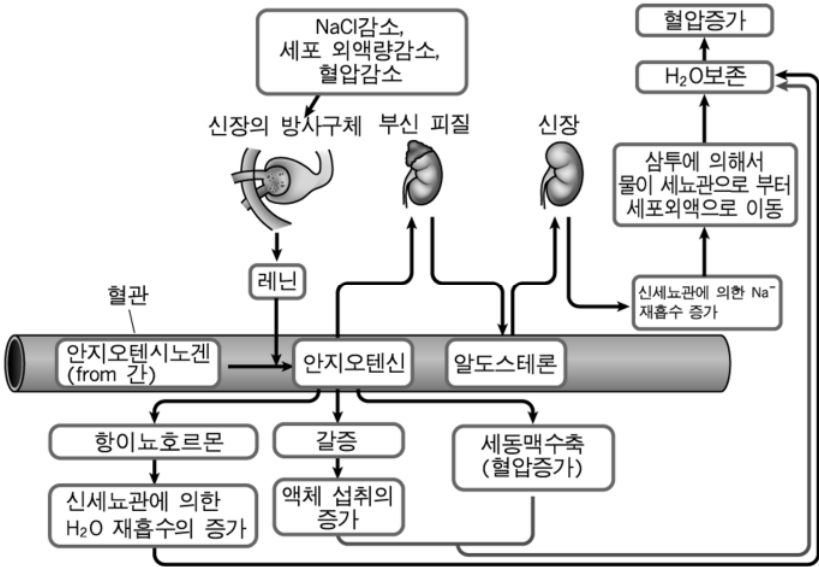 NaCl감소,
세포 외액량감소,
혈압감소
혈압증가
H₂O보존
신장의 방사구체
부신 피질
신장
삼투에 의해서
물이 세뇨관으로 부터
세포외액으로 이동
레닌
신세뇨관에 의한 Na⁻
재흡수 증가
혈관
안지오텐시노겐
(from 간)
안지오텐신
알도스테론
항이뇨호르몬
갈증
세동맥수축
(혈압증가)
신세뇨관에 의한
H₂O 재흡수의 증가
액체 섭취의
증가